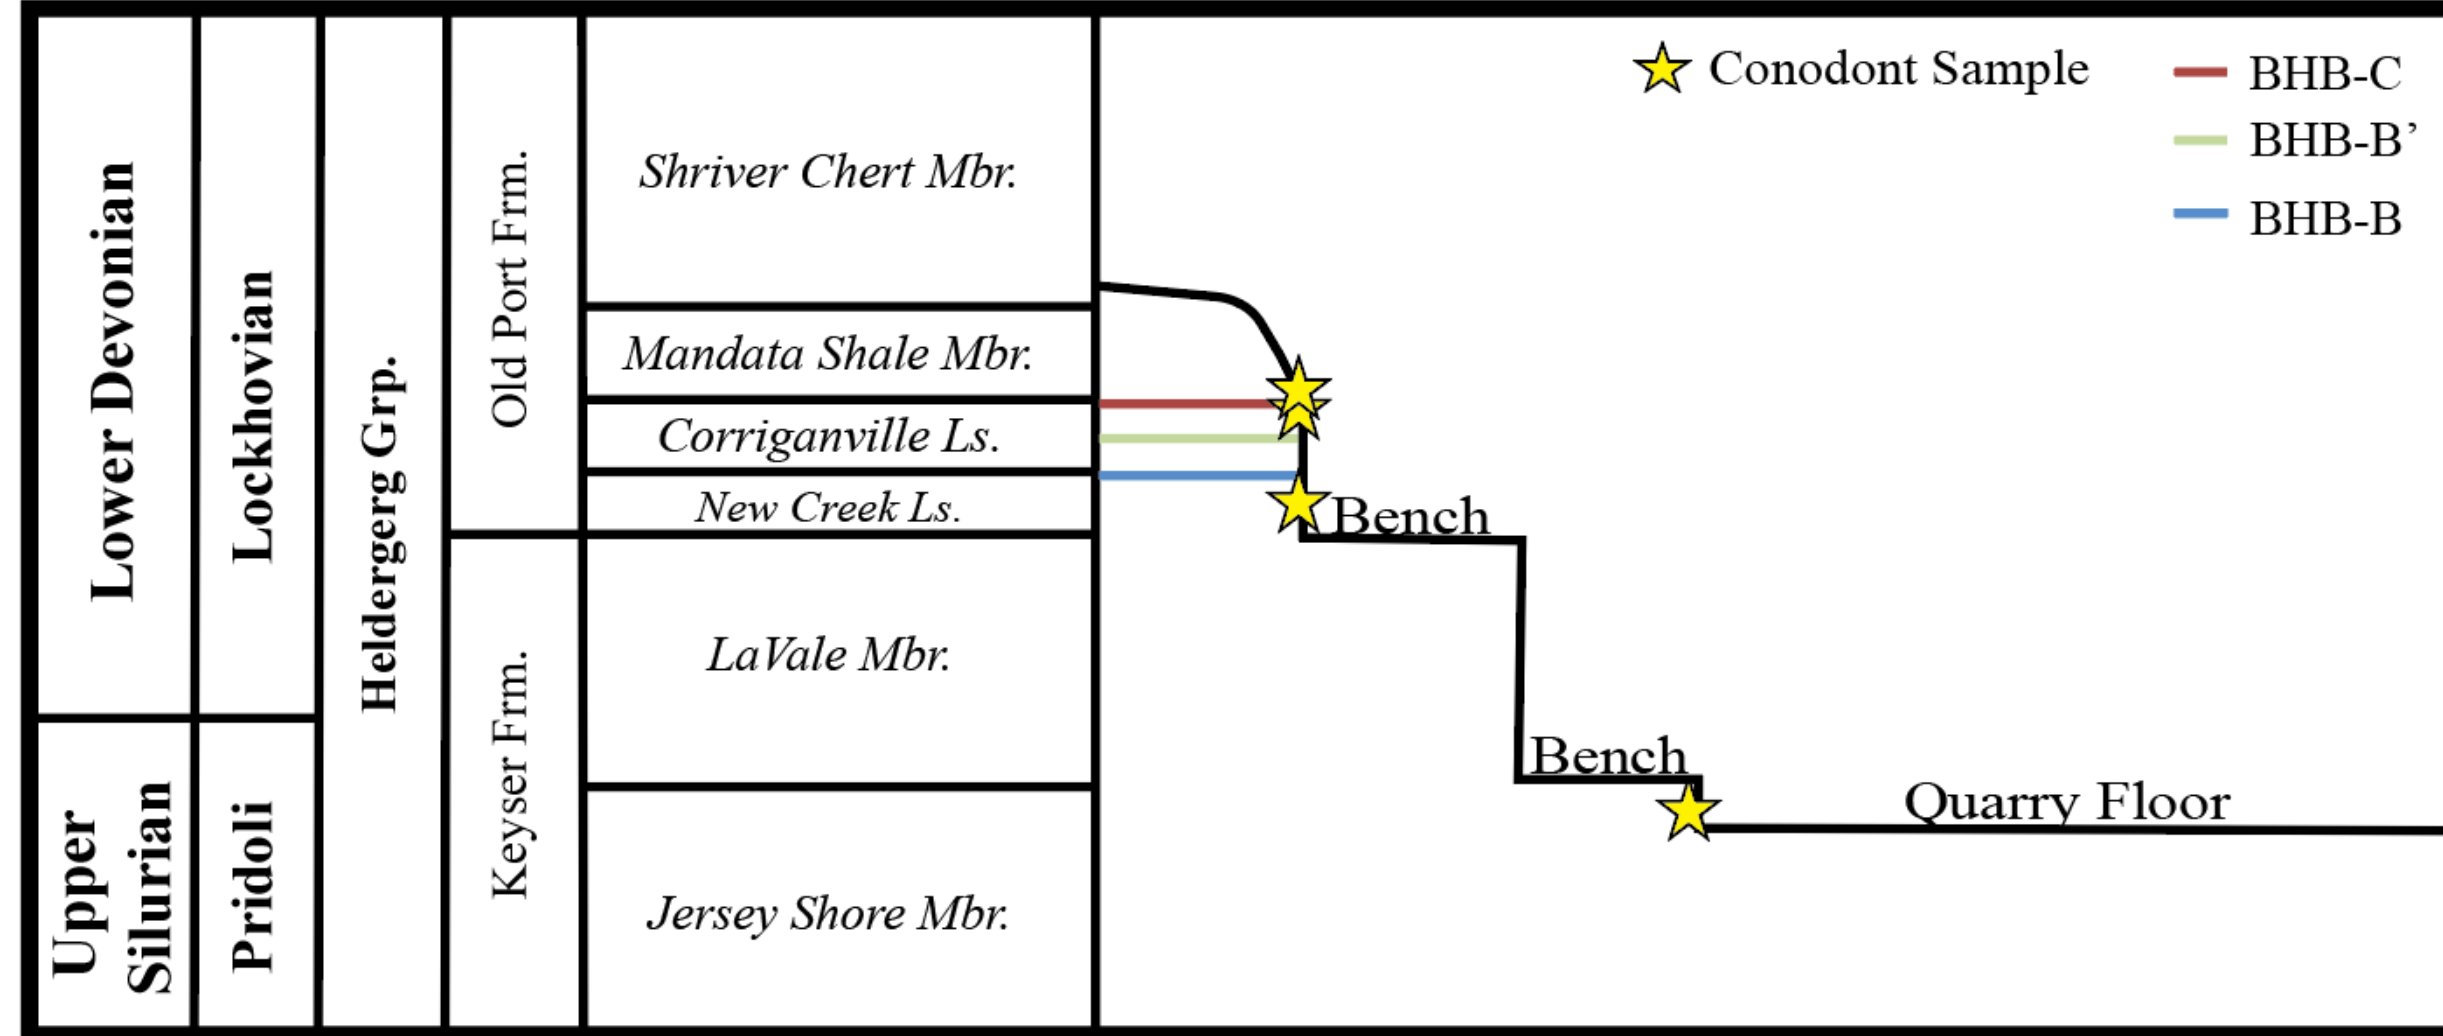 Lower Devonian
Upper
Silurian
Lockhovian
Pridoli
Heldergerg Grp.
Old Port Frm.
Keyser Frm.
Shriver Chert Mbr.
Mandata Shale Mbr.
Corriganville Ls.
New Creek Ls.
LaVale Mbr.
Jersey Shore Mbr.
Conodont Sample
BHB-C
BHB-B’
BHB-B
Bench
Bench
Quarry Floor